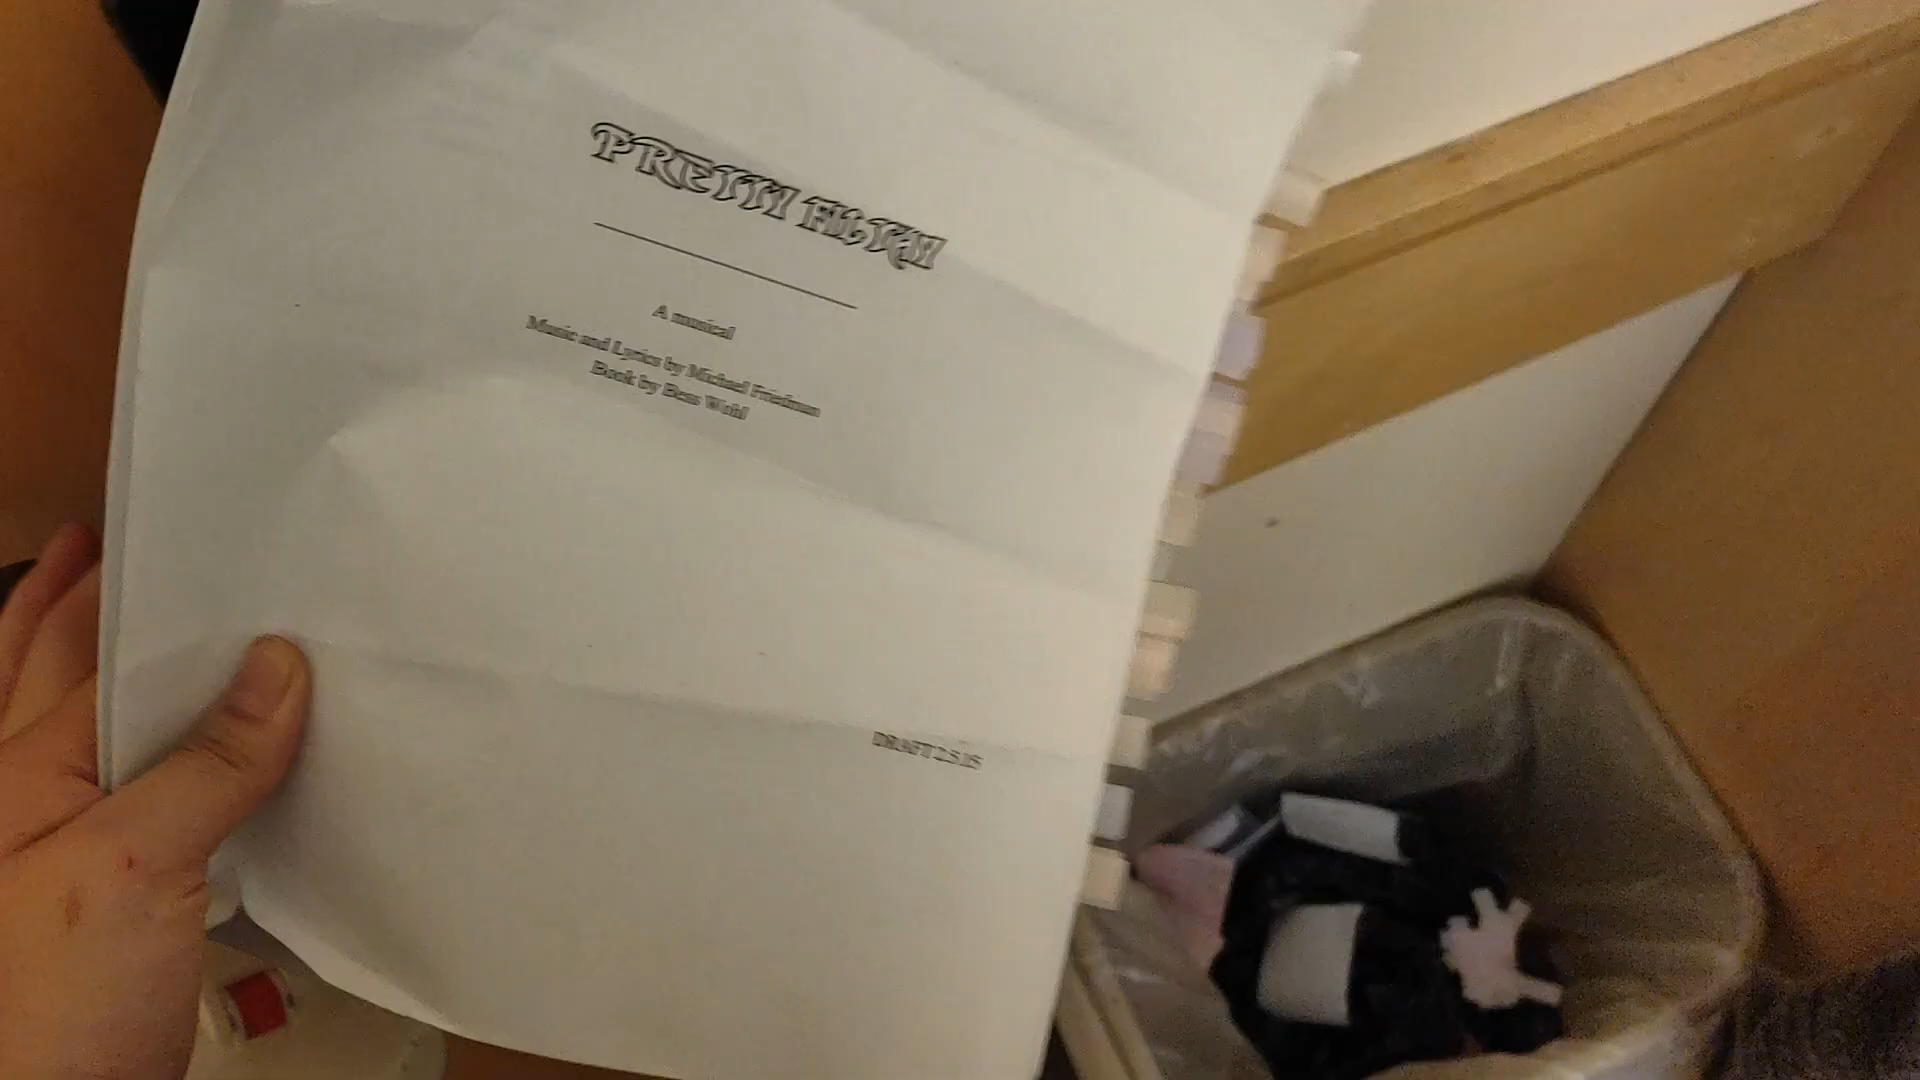 PRETTY FILTHY
A musical
Music and Lyrics by Michael Friedman
Book by Bess Wohl
DRAFT 2.5.15